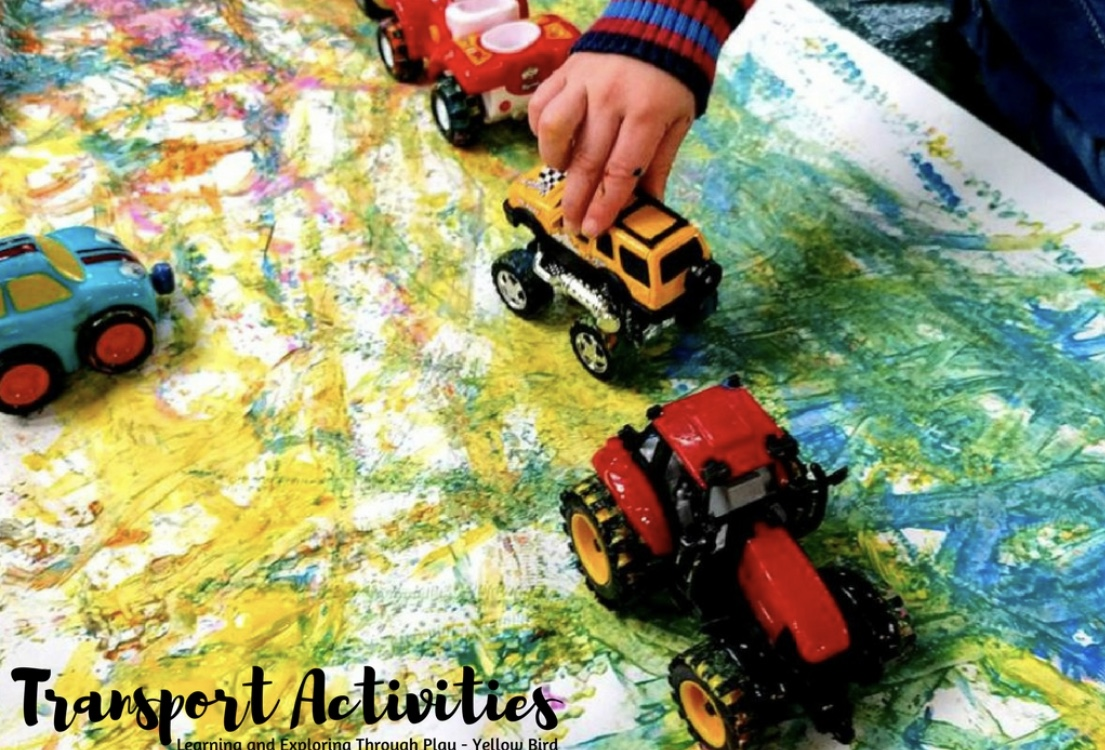 Transport Activities
Learning and Exploring Through Play - Yellow Bird